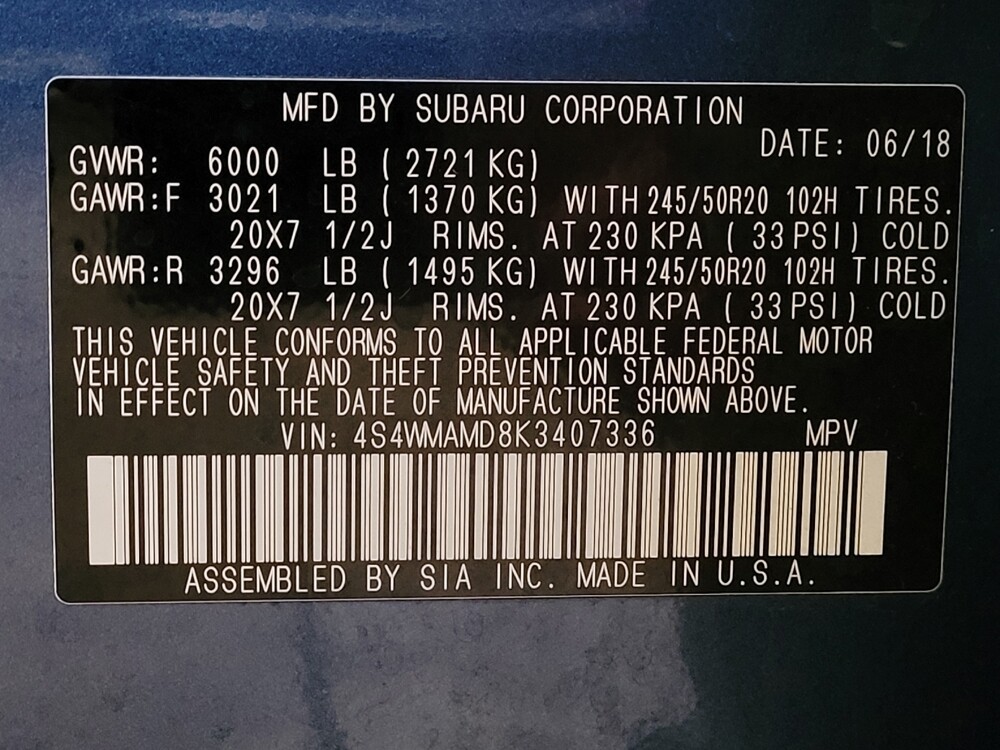 MFD BY SUBARU CORPORATION
DATE: 06/18
GVWR: 6000 LB ( 2721 KG)
GAWR:F 3021 LB ( 1370 KG) WITH 245/50R20 102H TIRES.
20X7 1/2J RIMS. AT 230 KPA ( 33 PSI) COLD
GAWR:R 3296 LB ( 1495 KG) WITH 245/50R20 102H TIRES.
20X7 1/2J RIMS. AT 230 KPA ( 33 PSI) COLD
THIS VEHICLE CONFORMS TO ALL APPLICABLE FEDERAL MOTOR
VEHICLE SAFETY AND THEFT PREVENTION STANDARDS
IN EFFECT ON THE DATE OF MANUFACTURE SHOWN ABOVE.
VIN: 4S4WMAMD8K3407336 MPV
ASSEMBLED BY SIA INC. MADE IN U.S.A.